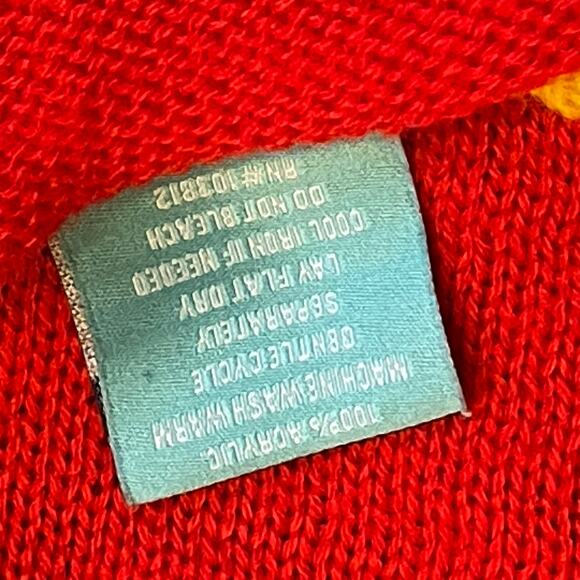 100% ACRYLIC.
MACHINE WASH WARM
GENTLE CYCLE
SEPARATELY
LAY FLAT DRY
COOL IRON IF NEEDED
DO NOT BLEACH
RN#103812